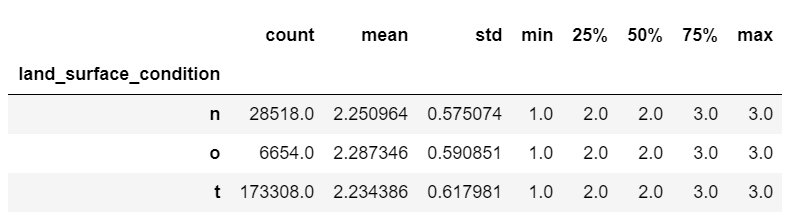 count mean std min 25% 50% 75% max
land_surface_condition
n 28518.0 2.250964 0.575074 1.0 2.0 2.0 3.0 3.0
o 6654.0 2.287346 0.590851 1.0 2.0 2.0 3.0 3.0
t 173308.0 2.234386 0.617981 1.0 2.0 2.0 3.0 3.0